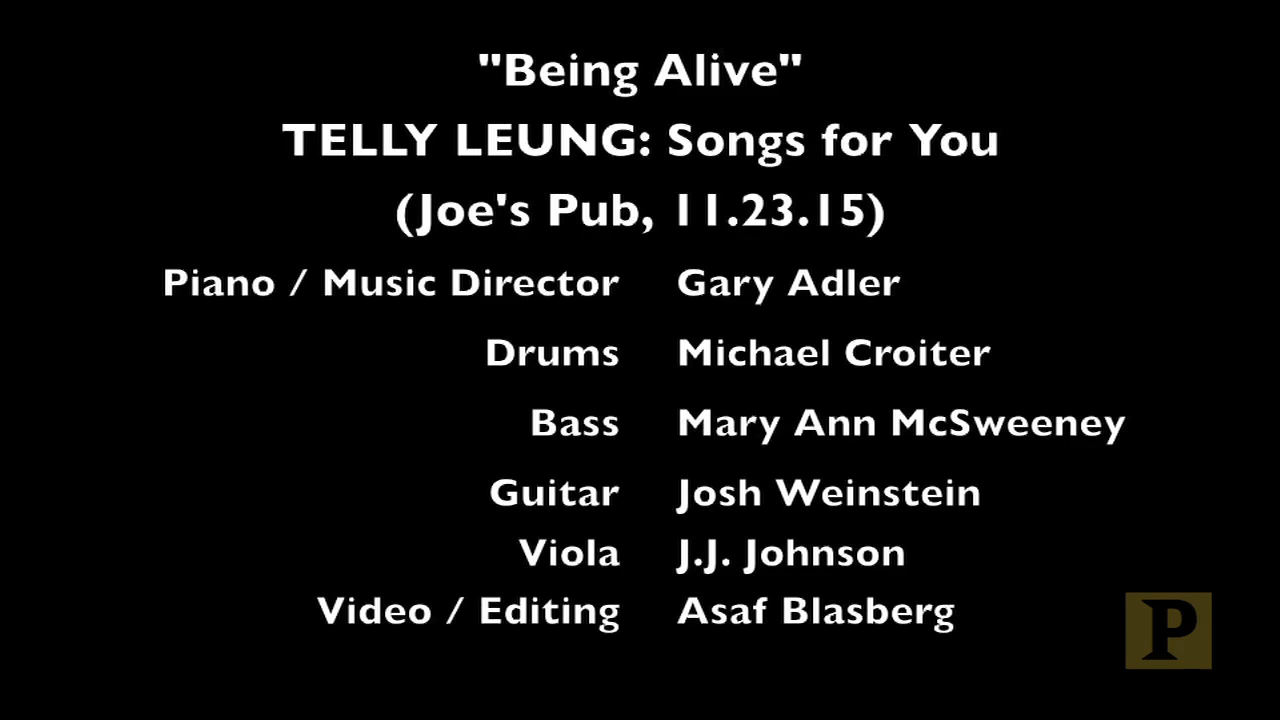 "Being Alive"
TELLY LEUNG: Songs for You
(Joe's Pub, 11.23.15)
Piano / Music Director Gary Adler
Drums Michael Croiter
Bass Mary Ann McSweeney
Guitar Josh Weinstein
Viola J.J. Johnson
Video / Editing Asaf Blasberg
P